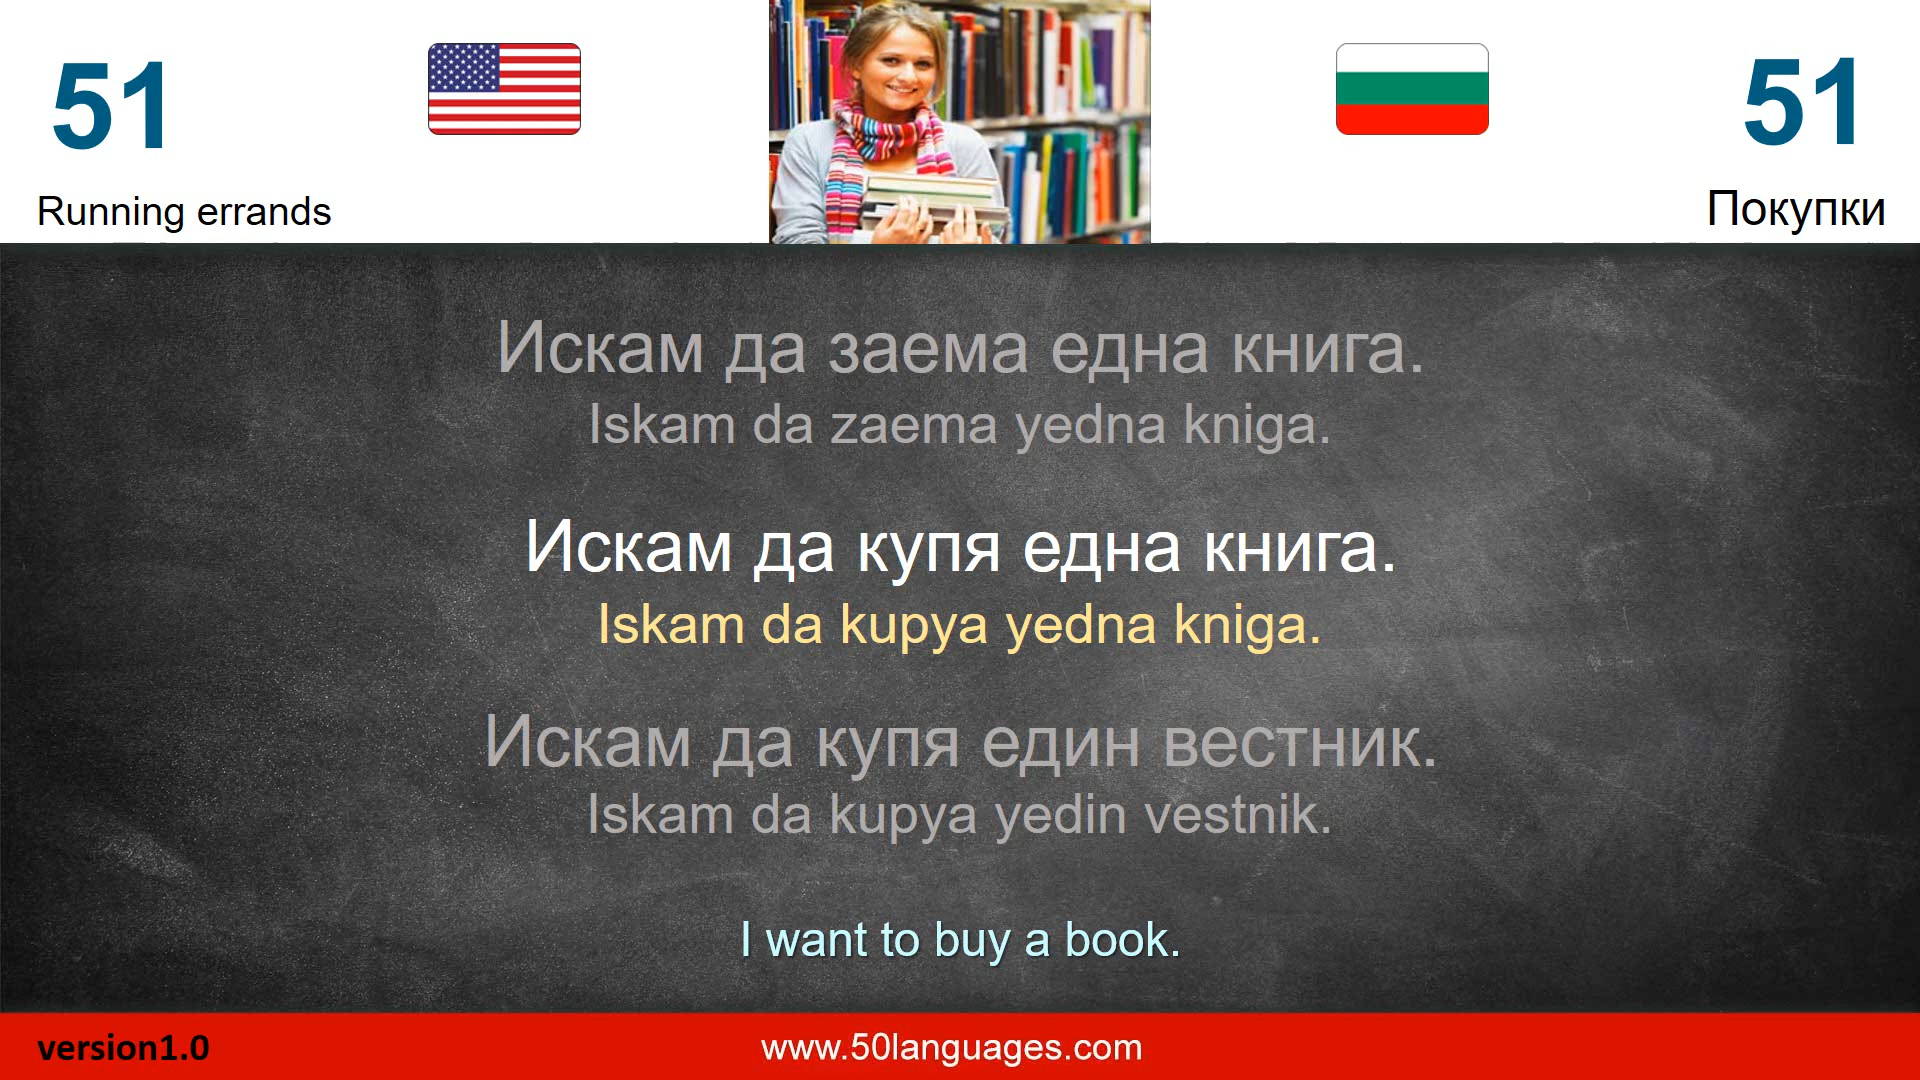 51
51
Running errands
Покупки
Искам да заема една книга.
Iskam da zaema yedna kniga.
Искам да купя една книга.
Iskam da kupya yedna kniga.
Искам да купя един вестник.
Iskam da kupya yedin vestnik.
I want to buy a book.
version1.0
www.50languages.com